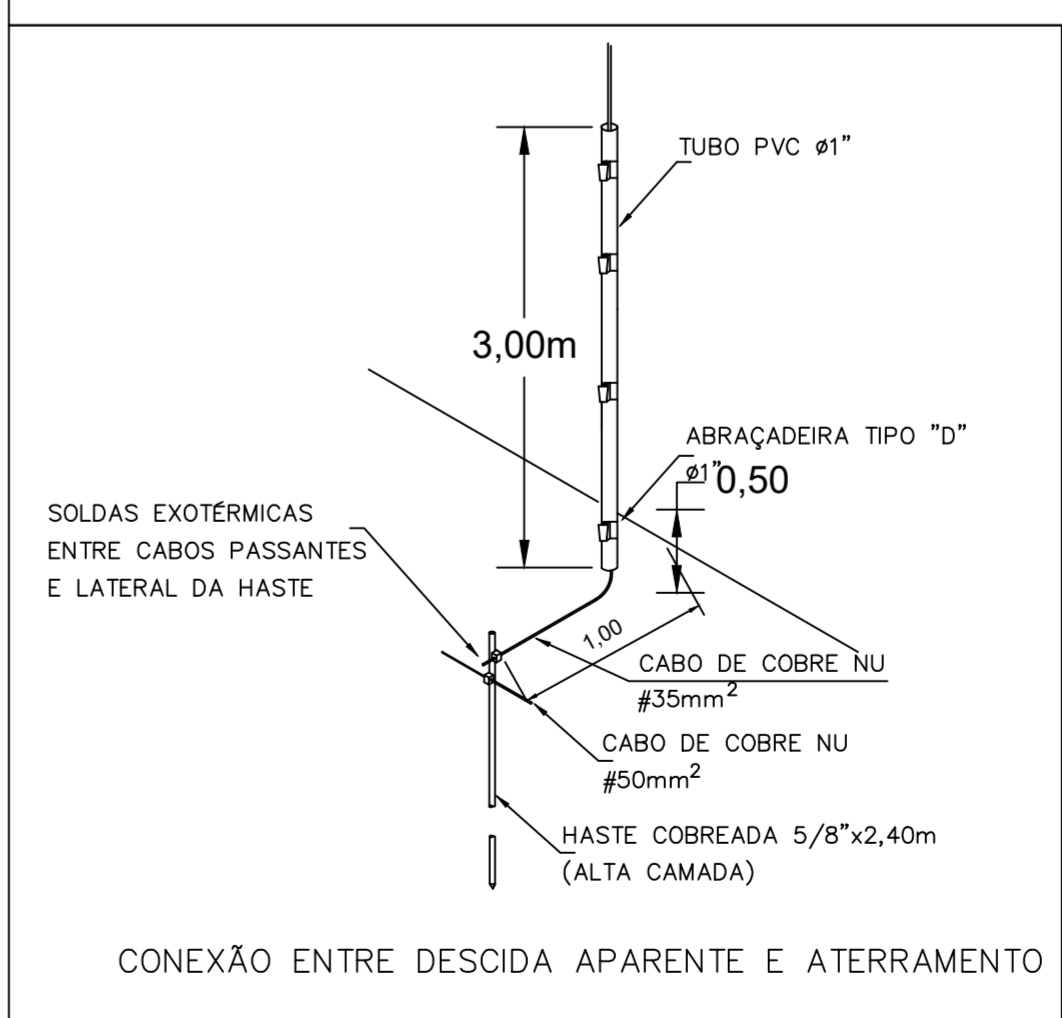 TUBO PVC ø1"
3,00m
ABRAÇADEIRA TIPO "D"
ø1"
0,50
SOLDAS EXOTÉRMICAS
ENTRE CABOS PASSANTES
E LATERAL DA HASTE
1,00
CABO DE COBRE NU
#35mm²
CABO DE COBRE NU
#50mm²
HASTE COBREADA 5/8"x2,40m
(ALTA CAMADA)
CONEXÃO ENTRE DESCIDA APARENTE E ATERRAMENTO